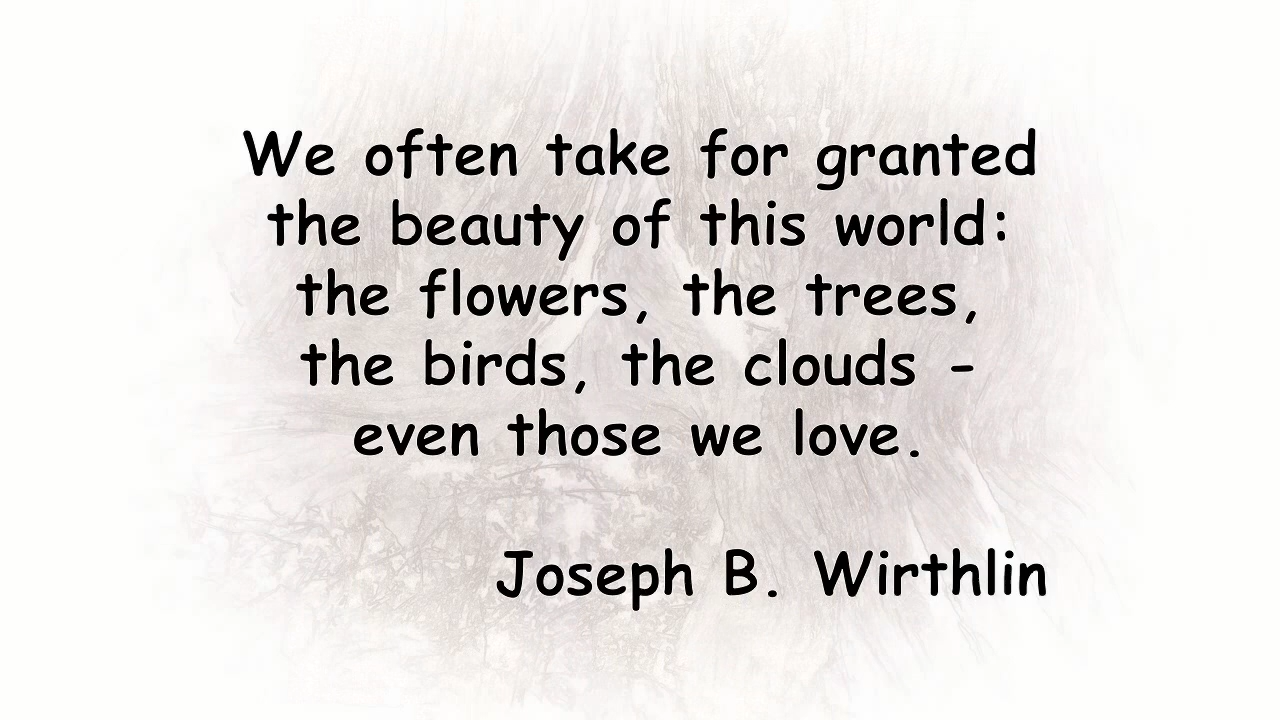 We often take for granted
the beauty of this world:
the flowers, the trees,
the birds, the clouds -
even those we love.
Joseph B. Wirthlin